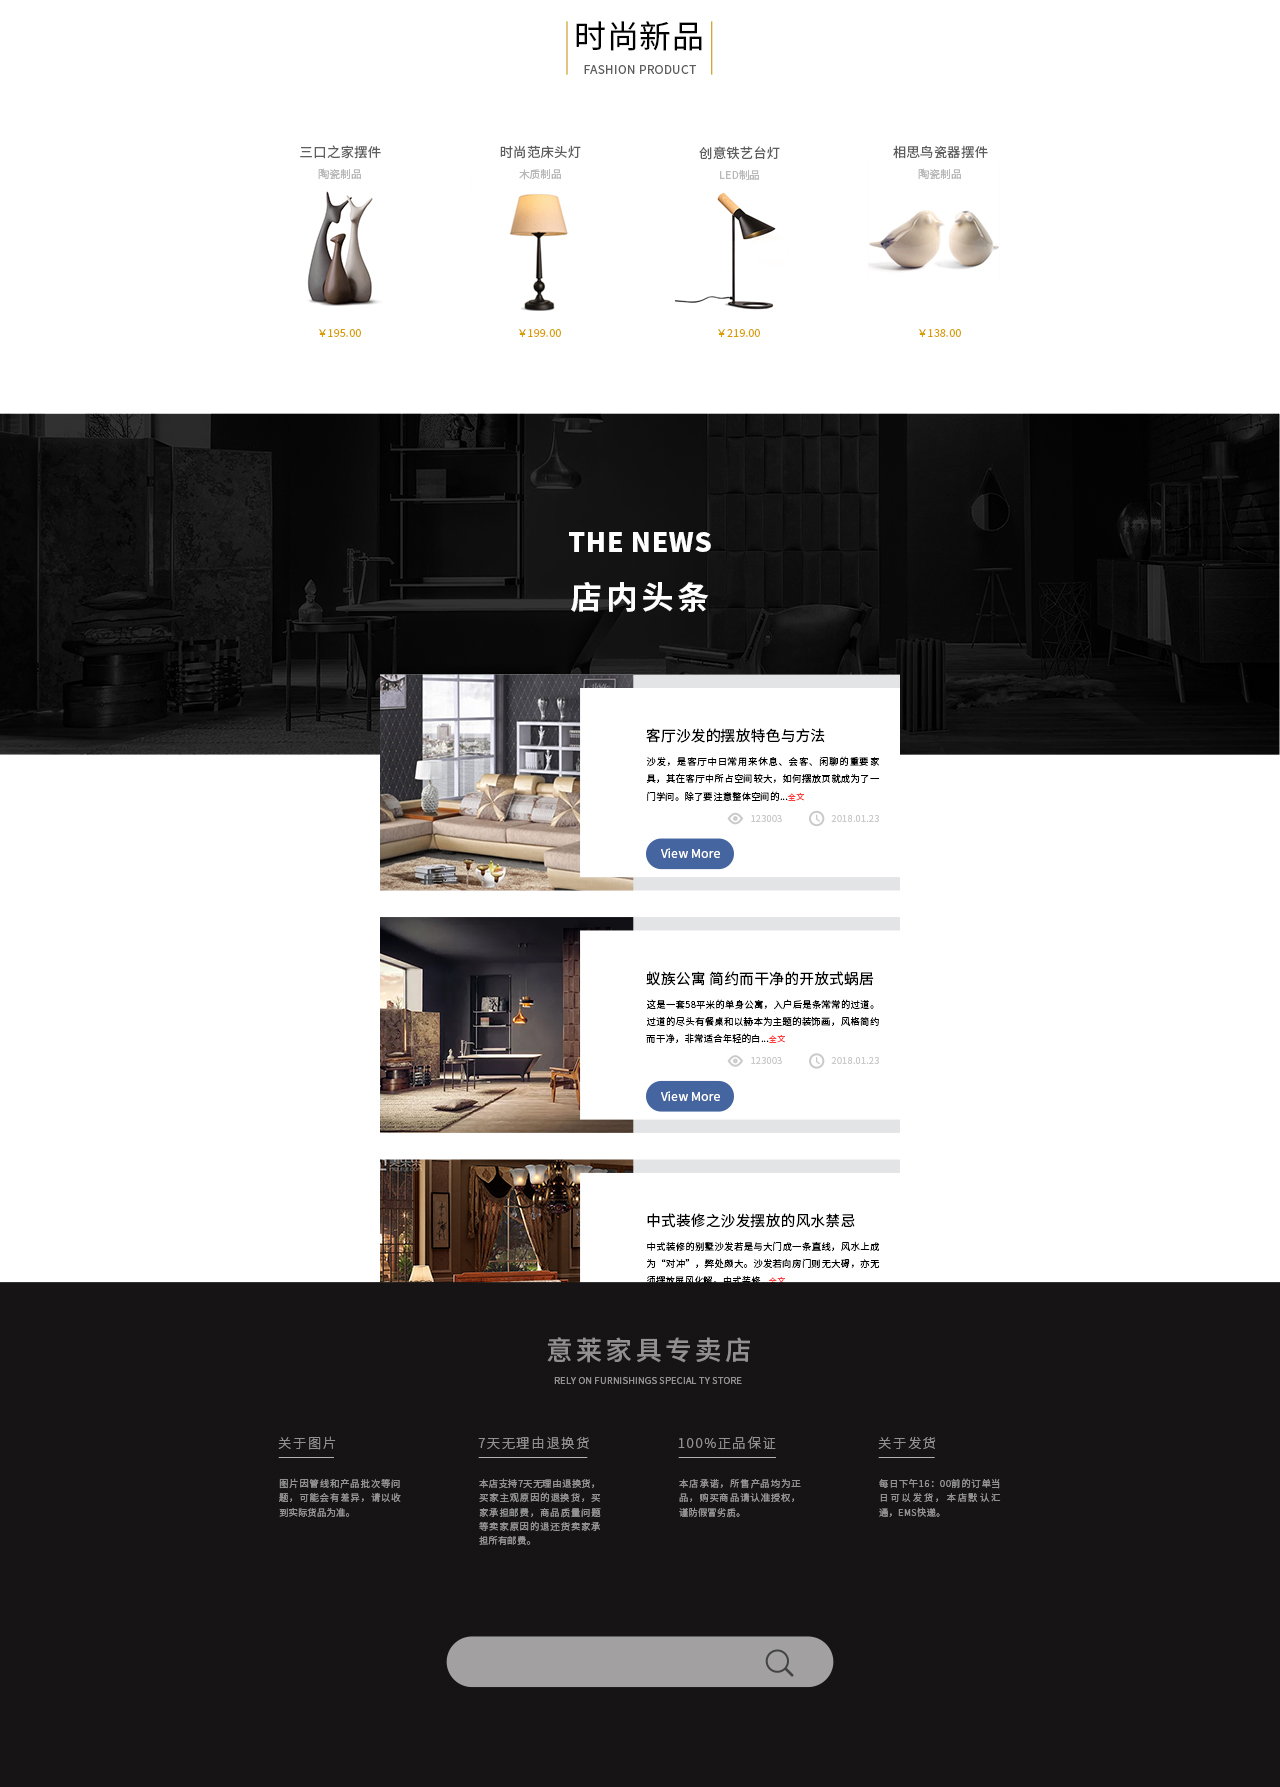 时尚新品
FASHION PRODUCT
三口之家摆件
陶瓷制品
时尚范床头灯
木质制品
创意铁艺台灯
LED制品
相思鸟瓷器摆件
陶瓷制品
¥195.00
¥199.00
¥219.00
¥138.00
THE NEWS
店内头条
客厅沙发的摆放特色与方法
沙发，是客厅中日常用来休息、会客、闲聊的重要家
具，其在客厅中所占空间较大，如何摆放页就成为了一
门学问。除了要注意整体空间的...全文
123003 2018.01.23
View More
蚁族公寓 简约而干净的开放式蜗居
这是一套58平米的单身公寓，入户后是条常常的过道。
过道的尽头有餐桌和以赫本为主题的装饰画，风格简约
而干净，非常适合年轻的白...全文
123003 2018.01.23
View More
中式装修之沙发摆放的风水禁忌
中式装修的别墅沙发若是与大门成一条直线，风水上成
为“对冲”，弊处颇大。沙发若向房门则无大碍，亦无
须摆放屏风化解。中式装修...全文
意莱家具专卖店
RELY ON FURNISHINGS SPECIAL TY STORE
关于图片
图片因管线和产品批次等问
题，可能会有差异，请以收
到实际货品为准。
7天无理由退换货
本店支持7天无理由退换货，
买家主观原因的退换货，买
家承担邮费，商品质量问题
等卖家原因的退还货卖家承
担所有邮费。
100%正品保证
本店承诺，所售产品均为正
品，购买商品请认准授权，
谨防假冒劣质。
关于发货
每日下午16：00前的订单当
日可以发货，本店默认汇
通，EMS快递。